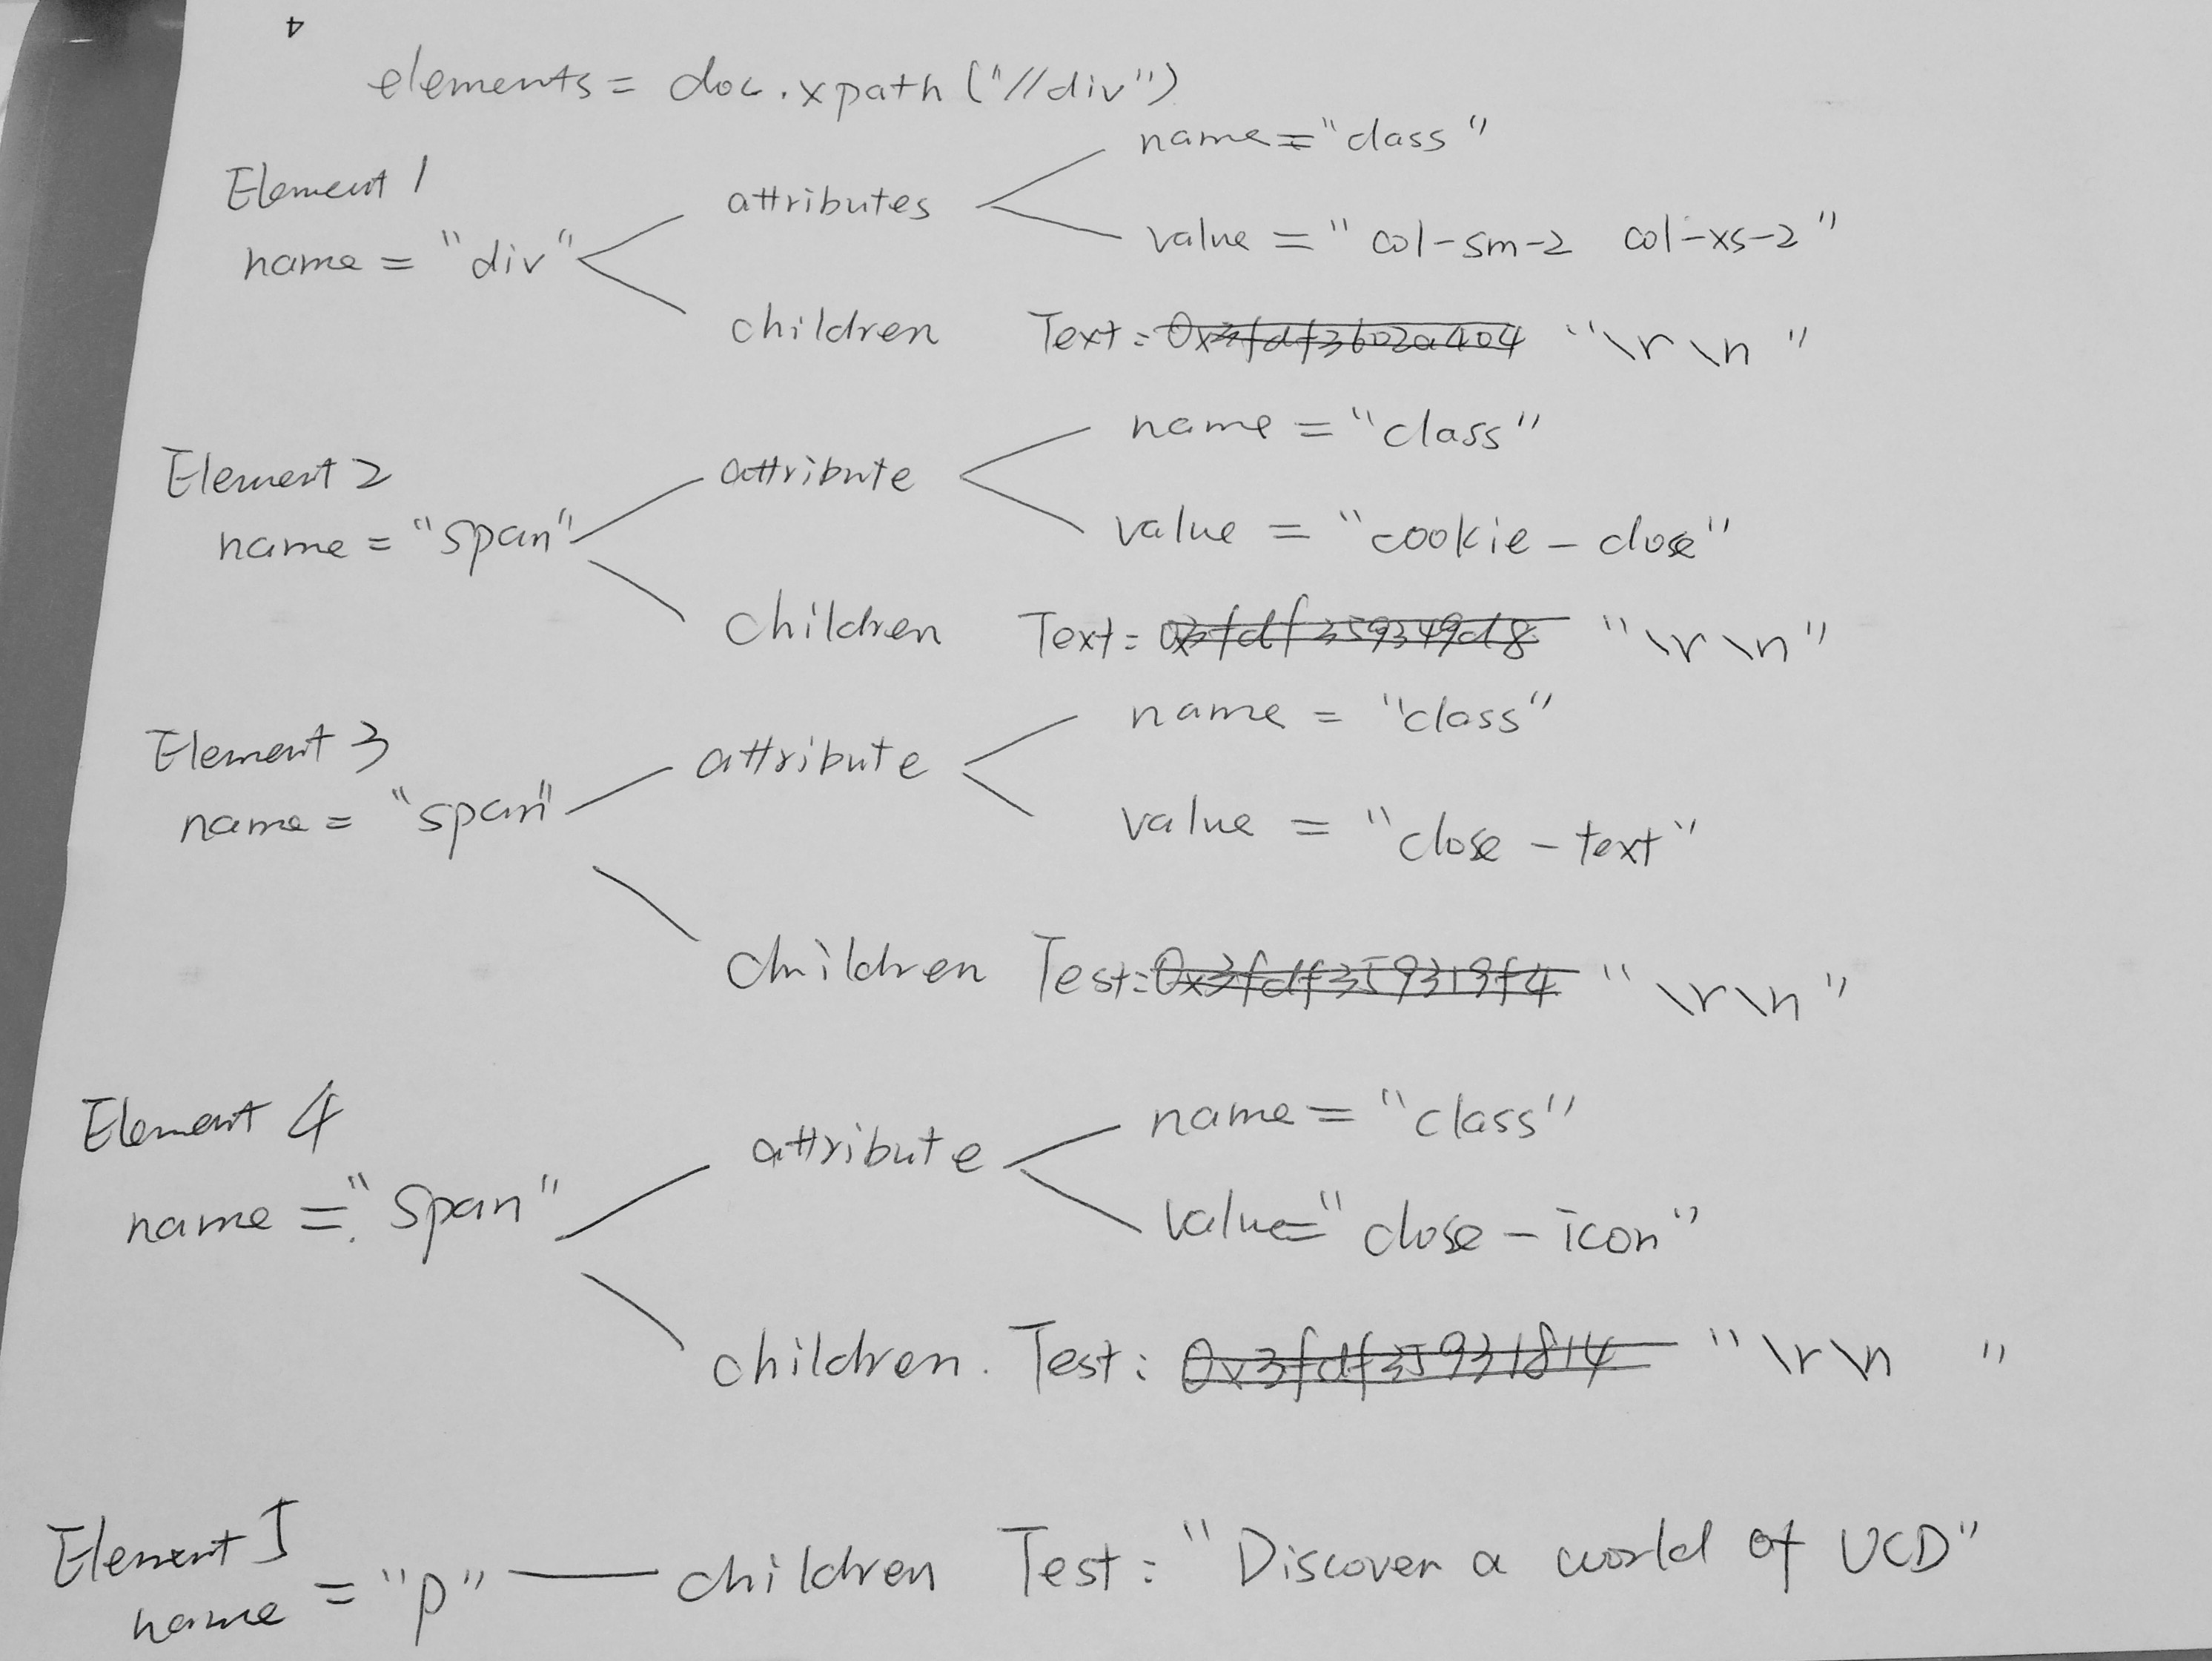 4
elements = doc.xpath("//div")
name = "class"
Element 1
attributes
name = "div"
value = "col-sm-2 col-xs-2"
children Text: 0x3fdf3602a404 "\r\n "
name = "class"
Element 2
attribute
name = "span"
value = "cookie-close"
children Text: 0x3fdf359349d8 "\r\n"
name = "class"
Element 3
attribute
name = "span"
value = "close-text"
children Test: 0x3fdf359319f4 "\r\n"
Element 4
name = "class"
attribute
name = "span"
value = "close-icon"
children. Test: 0x3fdf35931814 "\r\n "
Element 5
name = "p" — children Test: "Discover a world of UCD"